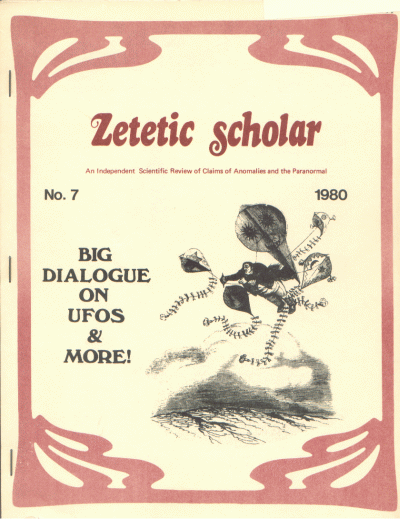 Zetetic scholar
An Independent Scientific Review of Claims of Anomalies and the Paranormal
No. 7 1980
BIG
DIALOGUE
ON
UFOS
&
MORE!